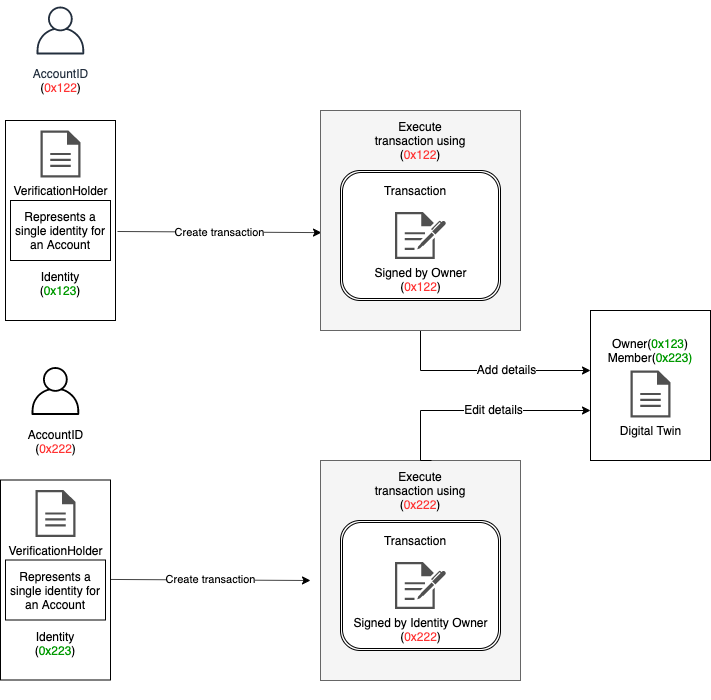 AccountID
(0x122)
VerificationHolder
Represents a
single identity for
an Account
Identity
(0x123)
Create transaction
Execute
transaction using
(0x122)
Transaction
Signed by Owner
(0x122)
Add details
Owner(0x123)
Member(0x223)
Digital Twin
Edit details
AccountID
(0x222)
VerificationHolder
Represents a
single identity for
an Account
Identity
(0x223)
Create transaction
Execute
transaction using
(0x222)
Transaction
Signed by Identity Owner
(0x222)